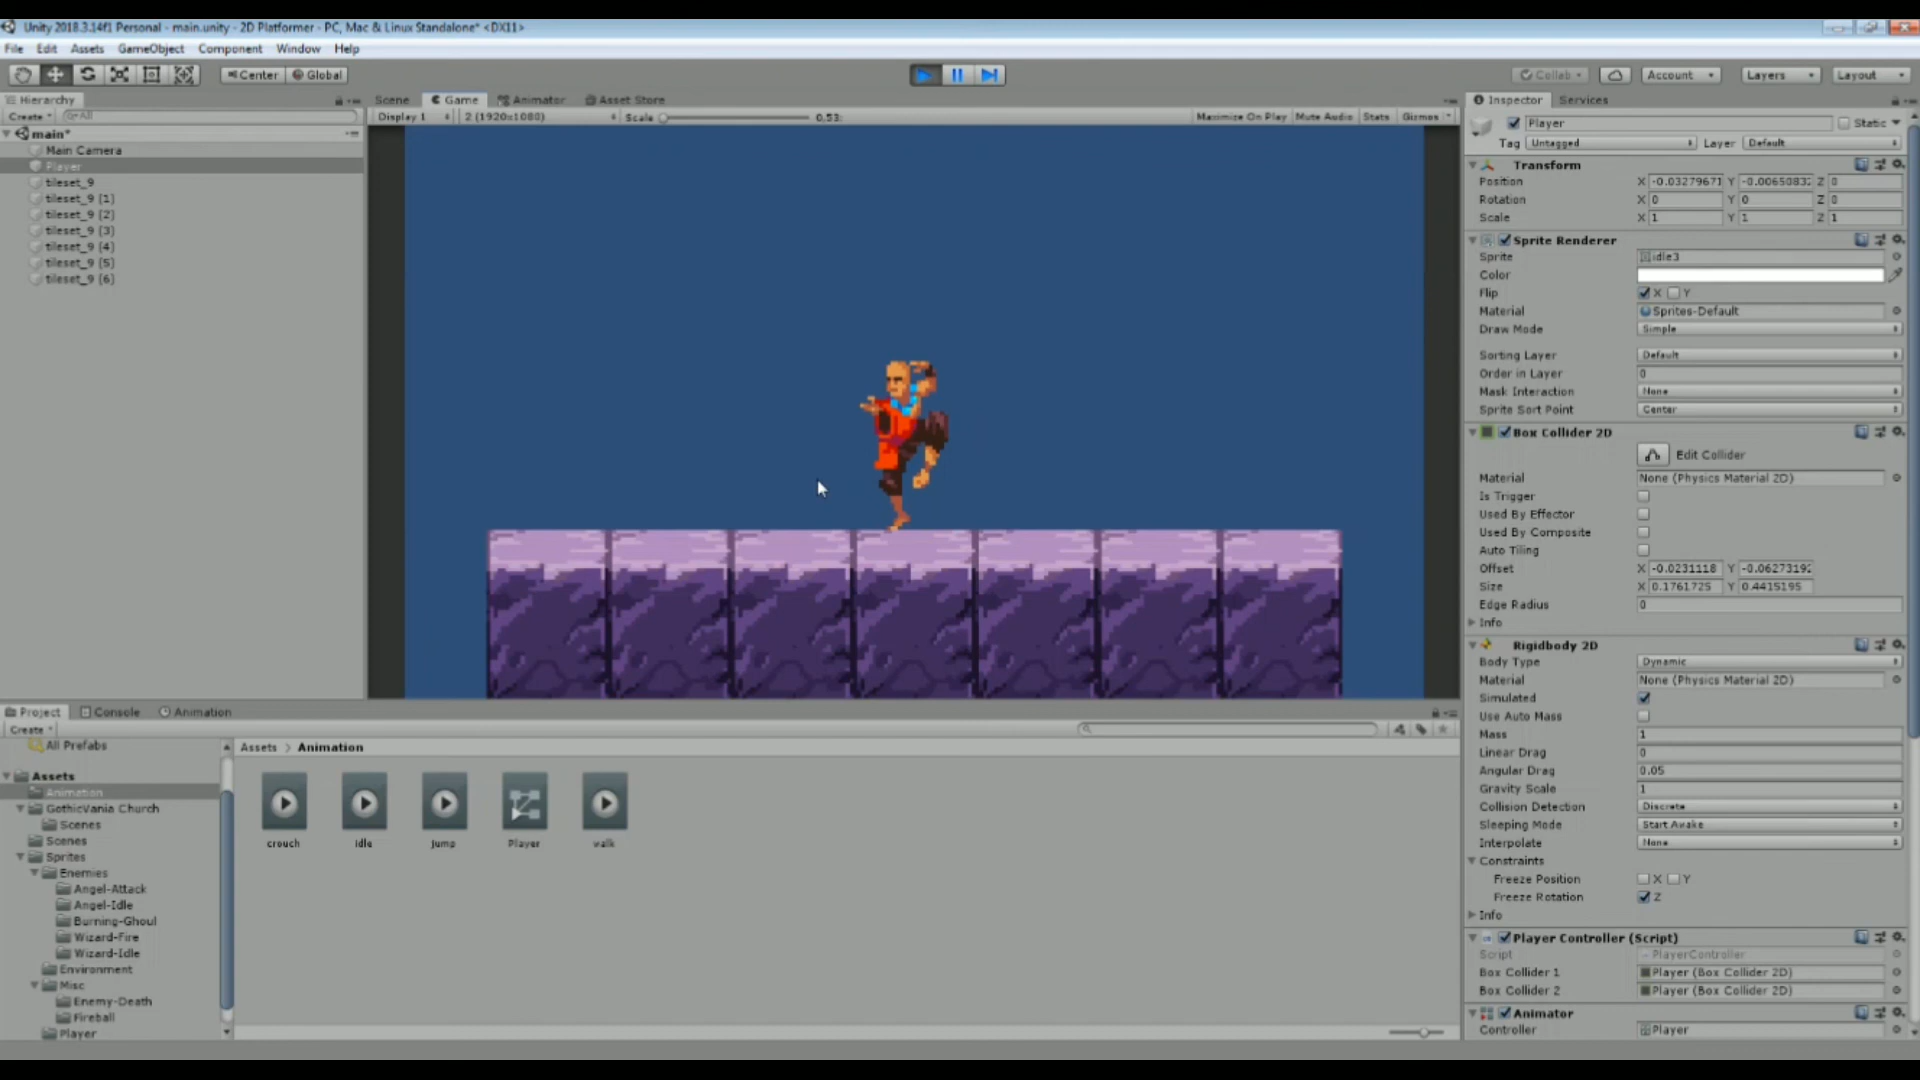 Unity 2018.3.14f1 Personal - main.unity - 2D Platformer - PC, Mac & Linux Standalone* <DX11>
File Edit Assets GameObject Component Window Help
Center Global
Collab Account Layers Layout
Hierarchy
Create All
main*
Main Camera
Player
tileset_9
tileset_9 (1)
tileset_9 (2)
tileset_9 (3)
tileset_9 (4)
tileset_9 (5)
tileset_9 (6)
Scene Game Animator Asset Store
Display 1 2 (1920x1080) Scale 0.53: Maximize On Play Mute Audio Stats Gizmos
Project Console Animation
Create
All Prefabs
Assets
Animation
GothicVania Church
Scenes
Scenes
Sprites
Enemies
Angel-Attack
Angel-Idle
Burning-Ghoul
Wizard-Fire
Wizard-Idle
Environment
Misc
Enemy-Death
Fireball
Player
Assets > Animation
crouch idle jump Player walk
Inspector Services
Player Static
Tag Untagged Layer Default
Transform
Position X -0.03279671 Y Z 0
Rotation X 0 Y 0 Z 0
Scale X 1 Y 1 Z 1
Sprite Renderer
Sprite idle3
Color
Flip X Y
Material Sprites-Default
Draw Mode Simple
Sorting Layer Default
Order in Layer 0
Mask Interaction None
Sprite Sort Point Center
Box Collider 2D
Edit Collider
Material None (Physics Material 2D)
Is Trigger
Used By Effector
Used By Composite
Auto Tiling
Offset X -0.0231118 Y
Size X 0.1761725 Y 0.4415195
Edge Radius 0
Info
Rigidbody 2D
Body Type Dynamic
Material None (Physics Material 2D)
Simulated
Use Auto Mass
Mass 1
Linear Drag 0
Angular Drag 0.05
Gravity Scale 1
Collision Detection Discrete
Sleeping Mode Start Awake
Interpolate None
Constraints
Freeze Position X Y
Freeze Rotation Z
Info
Player Controller (Script)
Script PlayerController
Box Collider 1 Player (Box Collider 2D)
Box Collider 2 Player (Box Collider 2D)
Animator
Controller Player